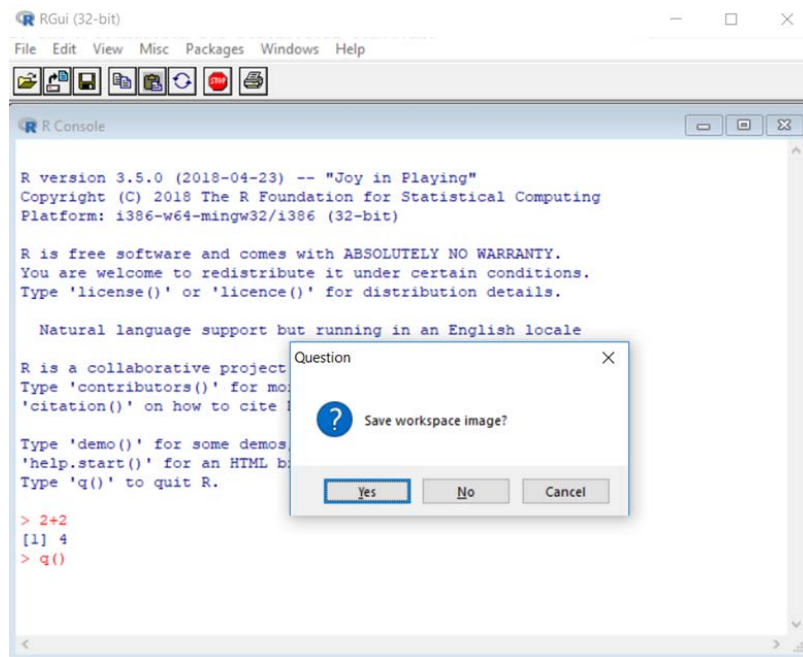 RGui (32-bit)
File Edit View Misc Packages Windows Help
STOP
R Console
R version 3.5.0 (2018-04-23) -- "Joy in Playing"
Copyright (C) 2018 The R Foundation for Statistical Computing
Platform: i386-w64-mingw32/i386 (32-bit)
R is free software and comes with ABSOLUTELY NO WARRANTY.
You are welcome to redistribute it under certain conditions.
Type 'license()' or 'licence()' for distribution details.
Natural language support but running in an English locale
R is a collaborative project
Type 'contributors()' for
'citation()' on how to cite
Type 'demo()' for some demos,
'help.start()' for an HTML
Type 'q()' to quit R.
> 2+2
[1] 4
> q()
Question
Save workspace image?
Yes No Cancel